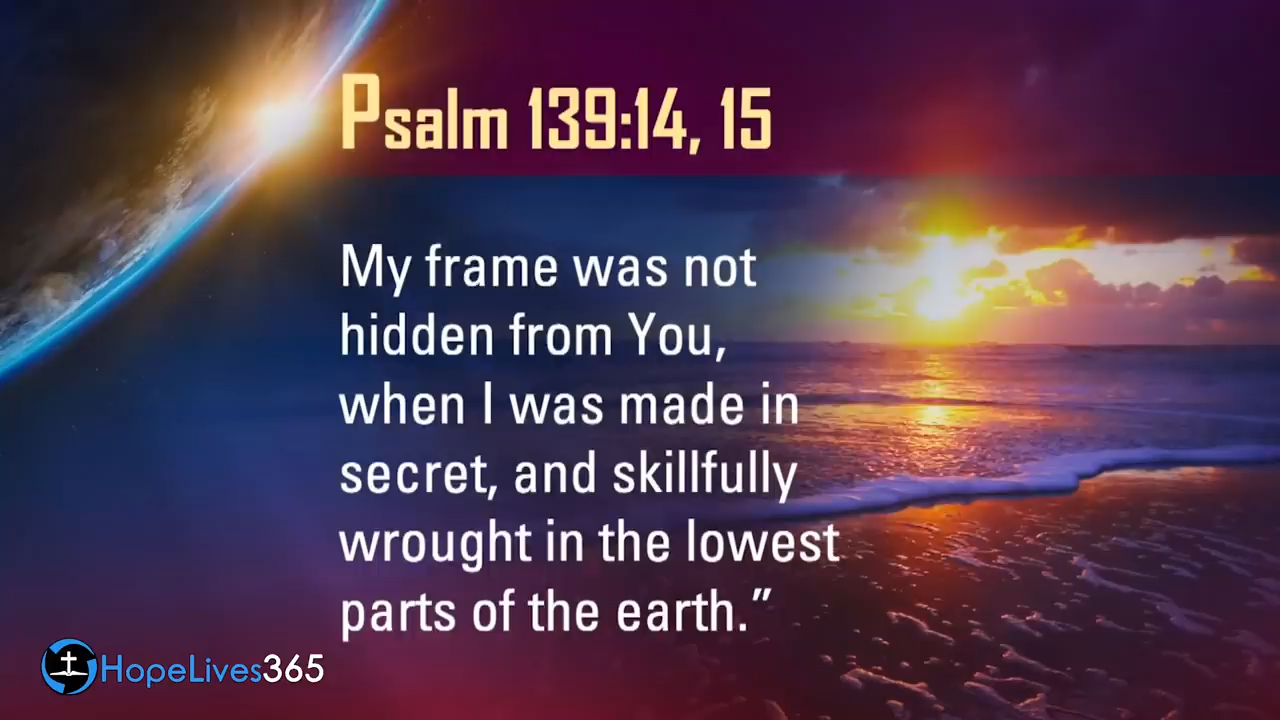 Psalm 139:14, 15
My frame was not
hidden from You,
when I was made in
secret, and skillfully
wrought in the lowest
parts of the earth.”
HopeLives365